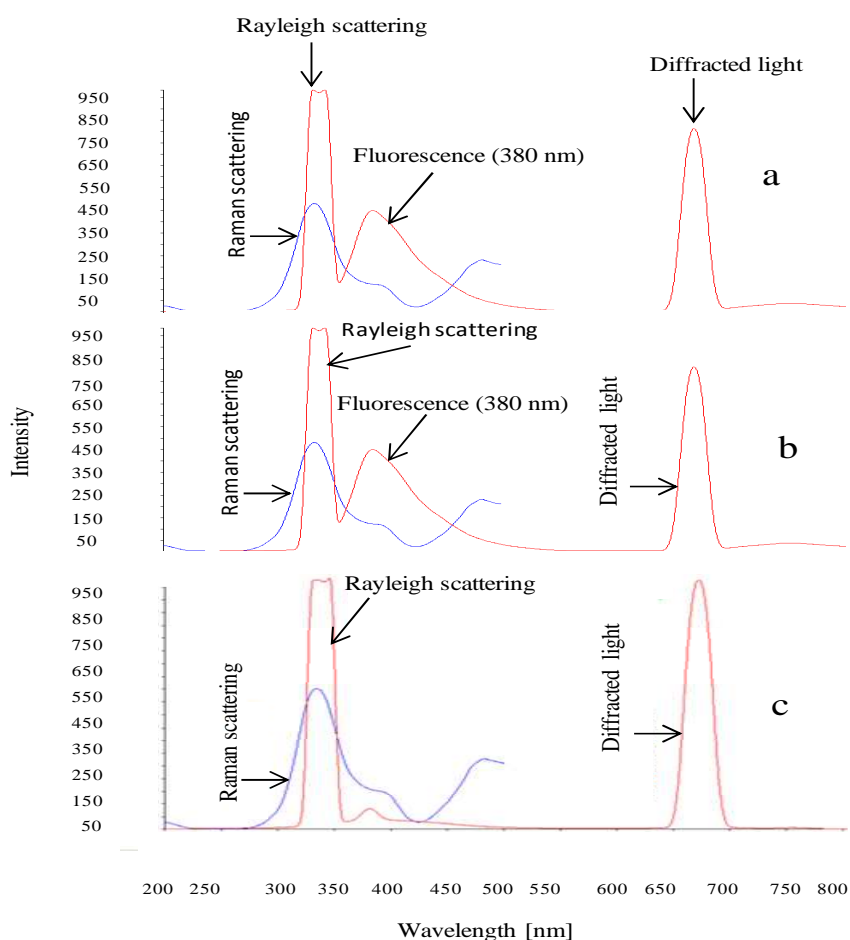 Rayleigh scattering
Diffracted light
950
850
750
650
550
450
350
250
150
50
Raman scattering
Fluorescence (380 nm)
a
950
850
750
650
550
450
350
250
150
50
Rayleigh scattering
Raman scattering
Fluorescence (380 nm)
Diffracted light
b
Intensity
950
850
750
650
550
450
350
250
150
50
Rayleigh scattering
Raman scattering
Diffracted light
c
200 250 300 350 400 450 500 550 600 650 700 750 800
Wavelength [nm]